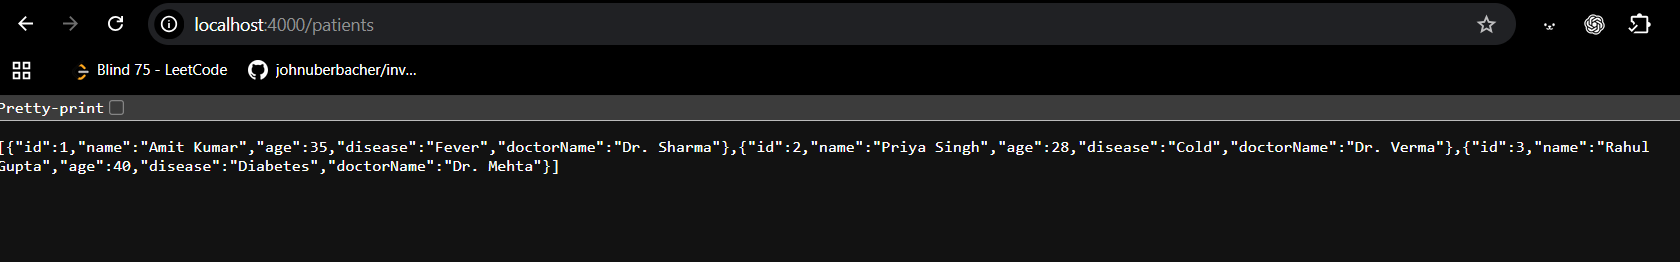 localhost:4000/patients
Blind 75 - LeetCode johnuberbacher/inv...
Pretty-print
[{"id":1,"name":"Amit Kumar","age":35,"disease":"Fever","doctorName":"Dr. Sharma"},{"id":2,"name":"Priya Singh","age":28,"disease":"Cold","doctorName":"Dr. Verma"},{"id":3,"name":"Rahul
Gupta","age":40,"disease":"Diabetes","doctorName":"Dr. Mehta"}]